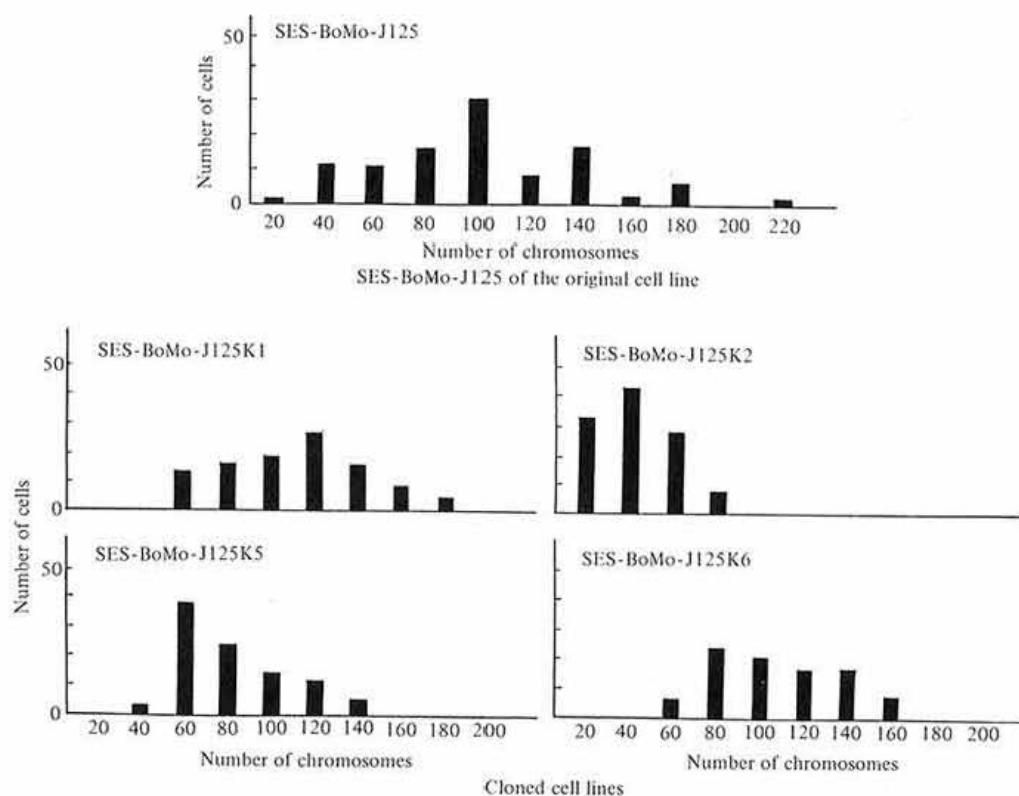 SES-BoMo-J125
50
0
Number of cells
20 40 60 80 100 120 140 160 180 200 220
Number of chromosomes
SES-BoMo-J125 of the original cell line
SES-BoMo-J125K1
50
0
SES-BoMo-J125K2
Number of cells
SES-BoMo-J125K5
50
0
20 40 60 80 100 120 140 160 180 200
Number of chromosomes
SES-BoMo-J125K6
20 40 60 80 100 120 140 160 180 200
Number of chromosomes
Cloned cell lines